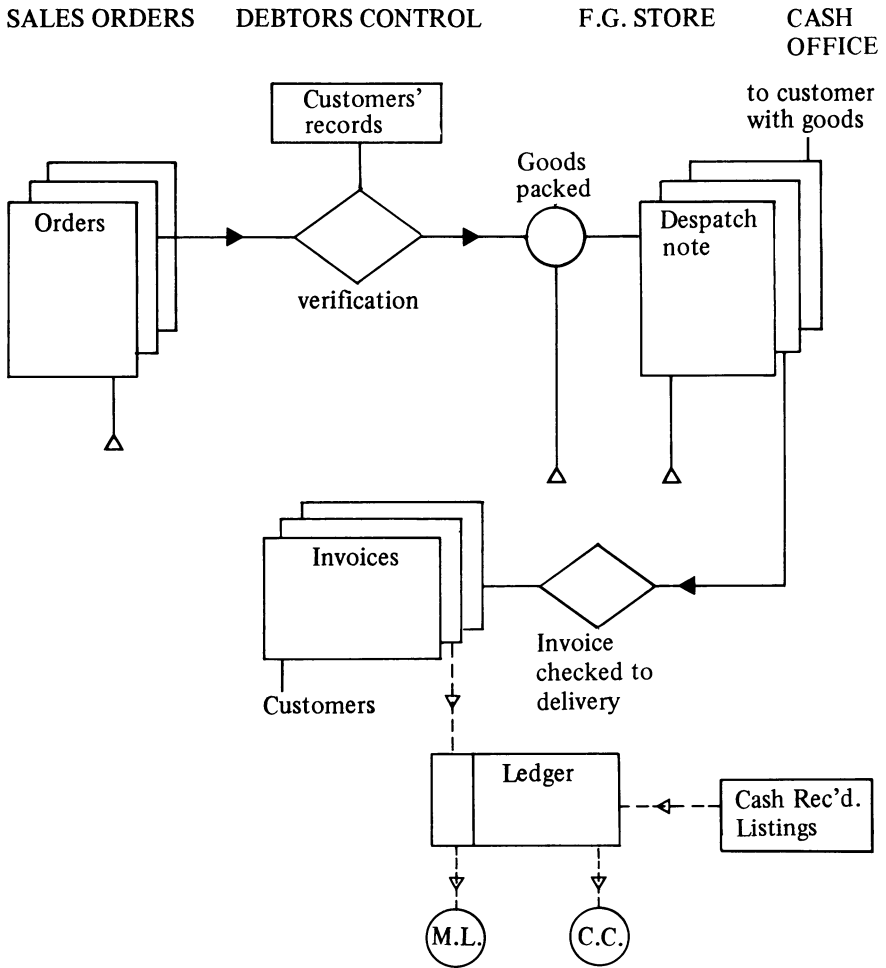 SALES ORDERS
DEBTORS CONTROL
F.G. STORE
CASH
OFFICE
Customers'
records
to customer
with goods
Goods
packed
Orders
Despatch
note
verification
Invoices
Invoice
checked to
delivery
Customers
Ledger
Cash Rec'd.
Listings
M.L.
C.C.